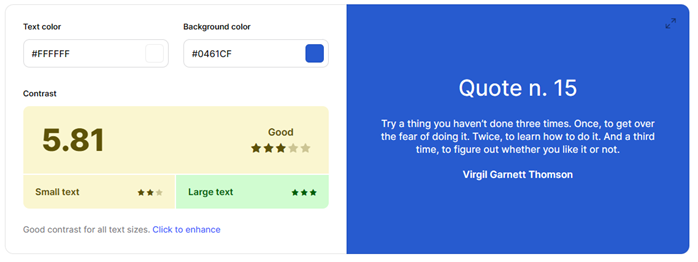 Text color
Background color
#FFFFFF
#0461CF
Contrast
5.81
Good
Small text
Large text
Good contrast for all text sizes. Click to enhance
Quote n. 15
Try a thing you haven’t done three times. Once, to get over
the fear of doing it. Twice, to learn how to do it. And a third
time, to figure out whether you like it or not.
Virgil Garnett Thomson